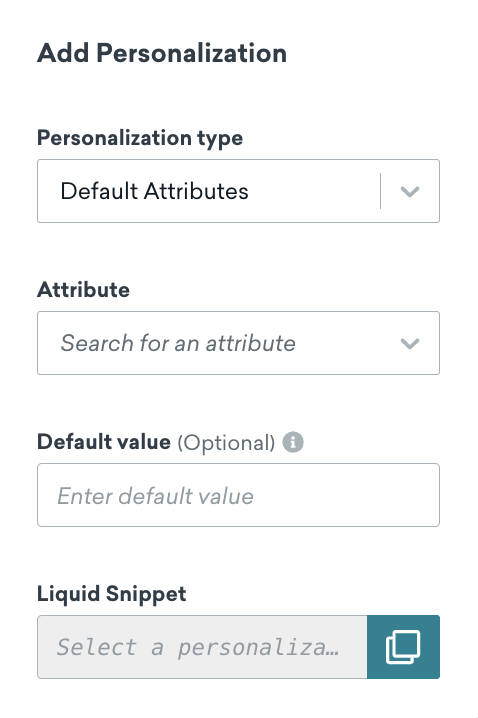 Add Personalization
Personalization type
Default Attributes
Attribute
Search for an attribute
Default value (Optional)
Enter default value
Liquid Snippet
Select a personaliza…